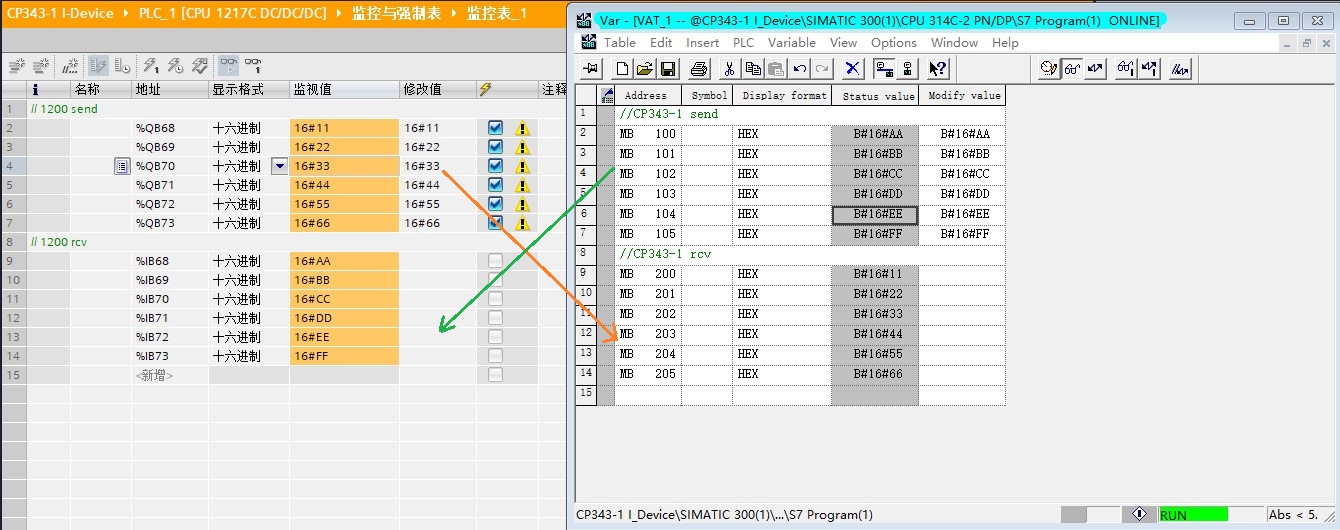 CP343-1 I-Device ▸ PLC_1 [CPU 1217C DC/DC/DC] ▸ 监控与强制表 ▸ 监控表_1
i 名称 地址 显示格式 监视值 修改值 注释
1 // 1200 send
2 %QB68 十六进制 16#11 16#11
3 %QB69 十六进制 16#22 16#22
4 %QB70 十六进制 16#33 16#33
5 %QB71 十六进制 16#44 16#44
6 %QB72 十六进制 16#55 16#55
7 %QB73 十六进制 16#66 16#66
8 // 1200 rcv
9 %IB68 十六进制 16#AA
10 %IB69 十六进制 16#BB
11 %IB70 十六进制 16#CC
12 %IB71 十六进制 16#DD
13 %IB72 十六进制 16#EE
14 %IB73 十六进制 16#FF
15 <新增>
Var - [VAT_1 -- @CP343-1 I_Device\SIMATIC 300(1)\CPU 314C-2 PN/DP\S7 Program(1) ONLINE]
Table Edit Insert PLC Variable View Options Window Help
Address Symbol Display format Status value Modify value
1 //CP343-1 send
2 MB 100 HEX B#16#AA B#16#AA
3 MB 101 HEX B#16#BB B#16#BB
4 MB 102 HEX B#16#CC B#16#CC
5 MB 103 HEX B#16#DD B#16#DD
6 MB 104 HEX B#16#EE B#16#EE
7 MB 105 HEX B#16#FF B#16#FF
8 //CP343-1 rcv
9 MB 200 HEX B#16#11
10 MB 201 HEX B#16#22
11 MB 202 HEX B#16#33
12 MB 203 HEX B#16#44
13 MB 204 HEX B#16#55
14 MB 205 HEX B#16#66
15
CP343-1 I_Device\SIMATIC 300(1)\...\S7 Program(1) RUN Abs < 5.